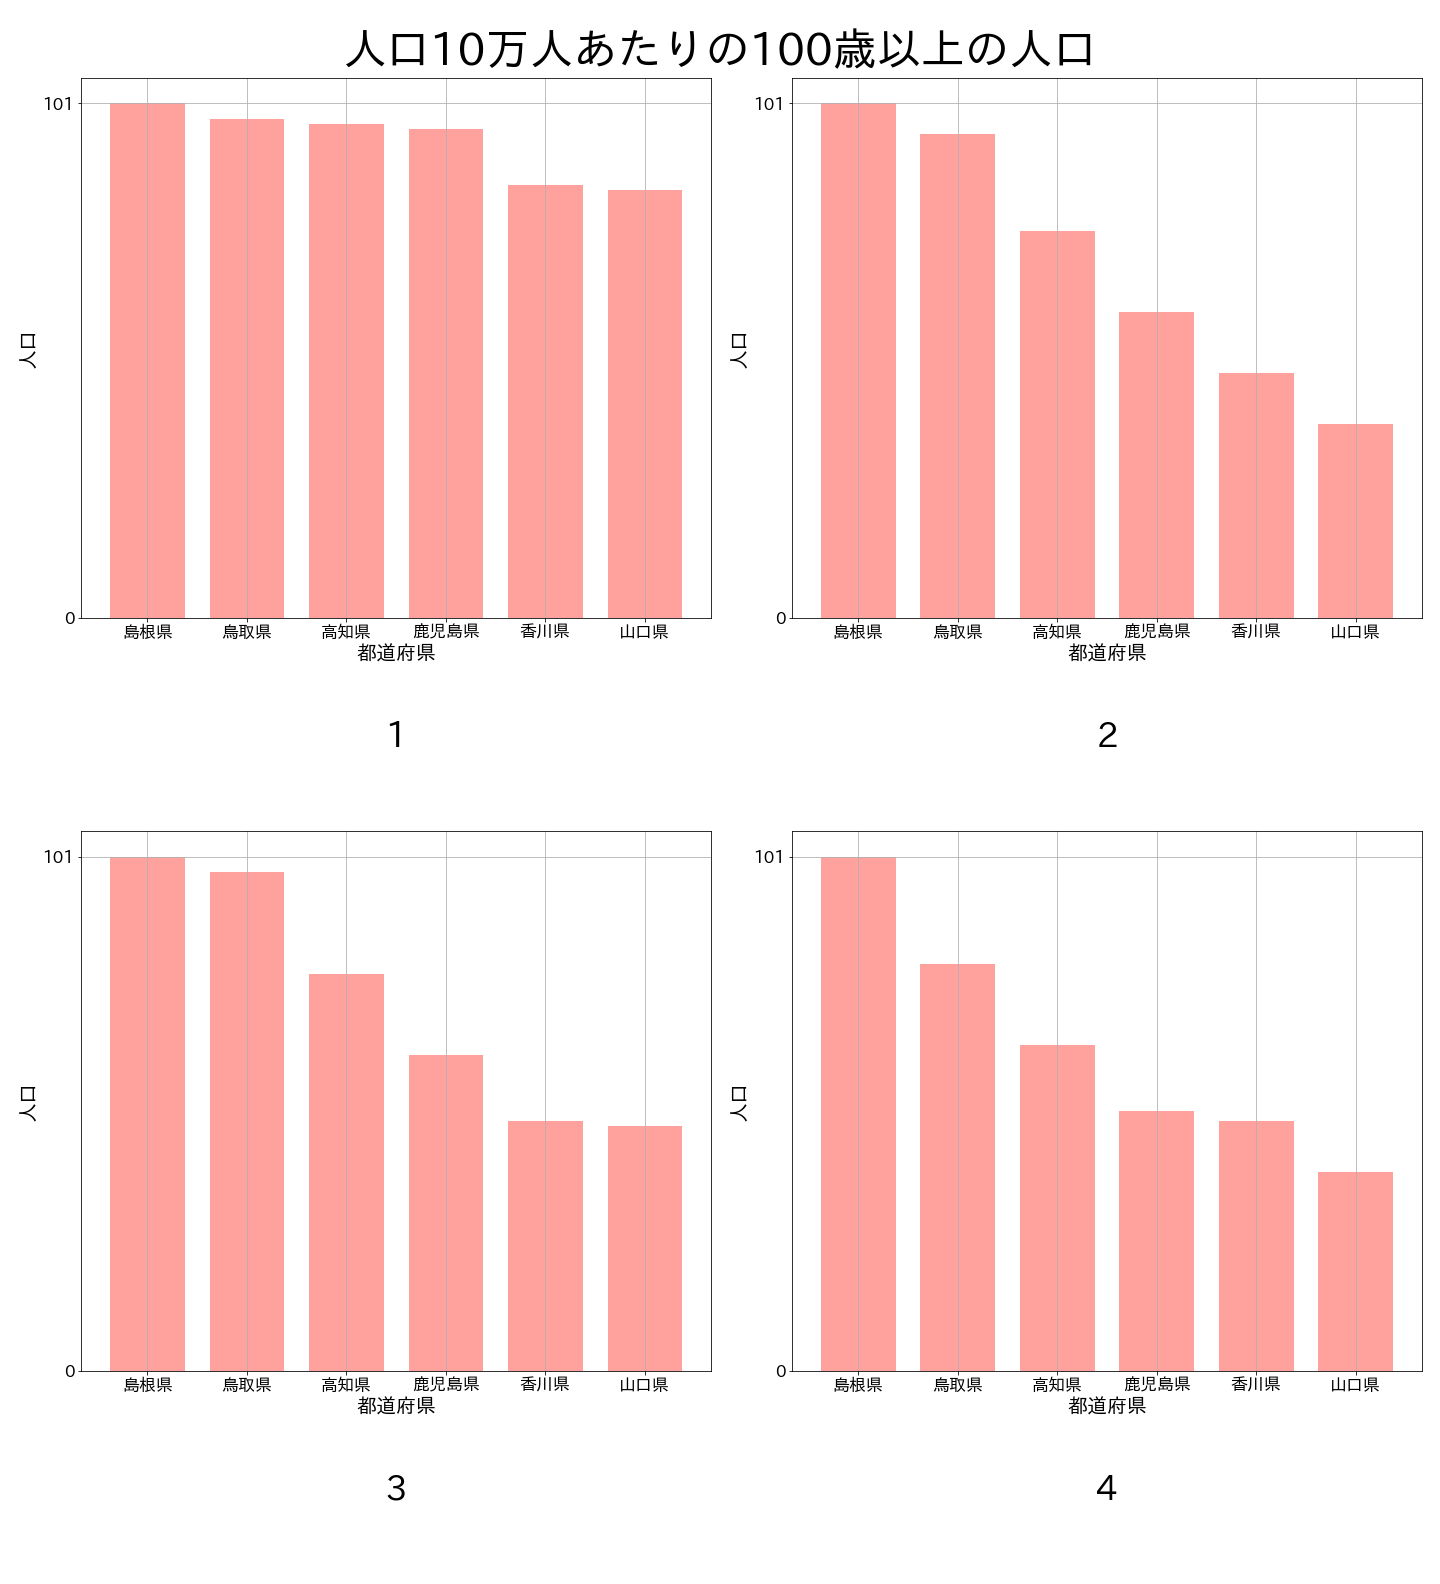 人口10万人あたりの100歳以上の人口
101
人口
0
島根県 鳥取県 高知県 鹿児島県 香川県 山口県
都道府県
1
101
人口
0
島根県 鳥取県 高知県 鹿児島県 香川県 山口県
都道府県
2
101
人口
0
島根県 鳥取県 高知県 鹿児島県 香川県 山口県
都道府県
3
101
人口
0
島根県 鳥取県 高知県 鹿児島県 香川県 山口県
都道府県
4